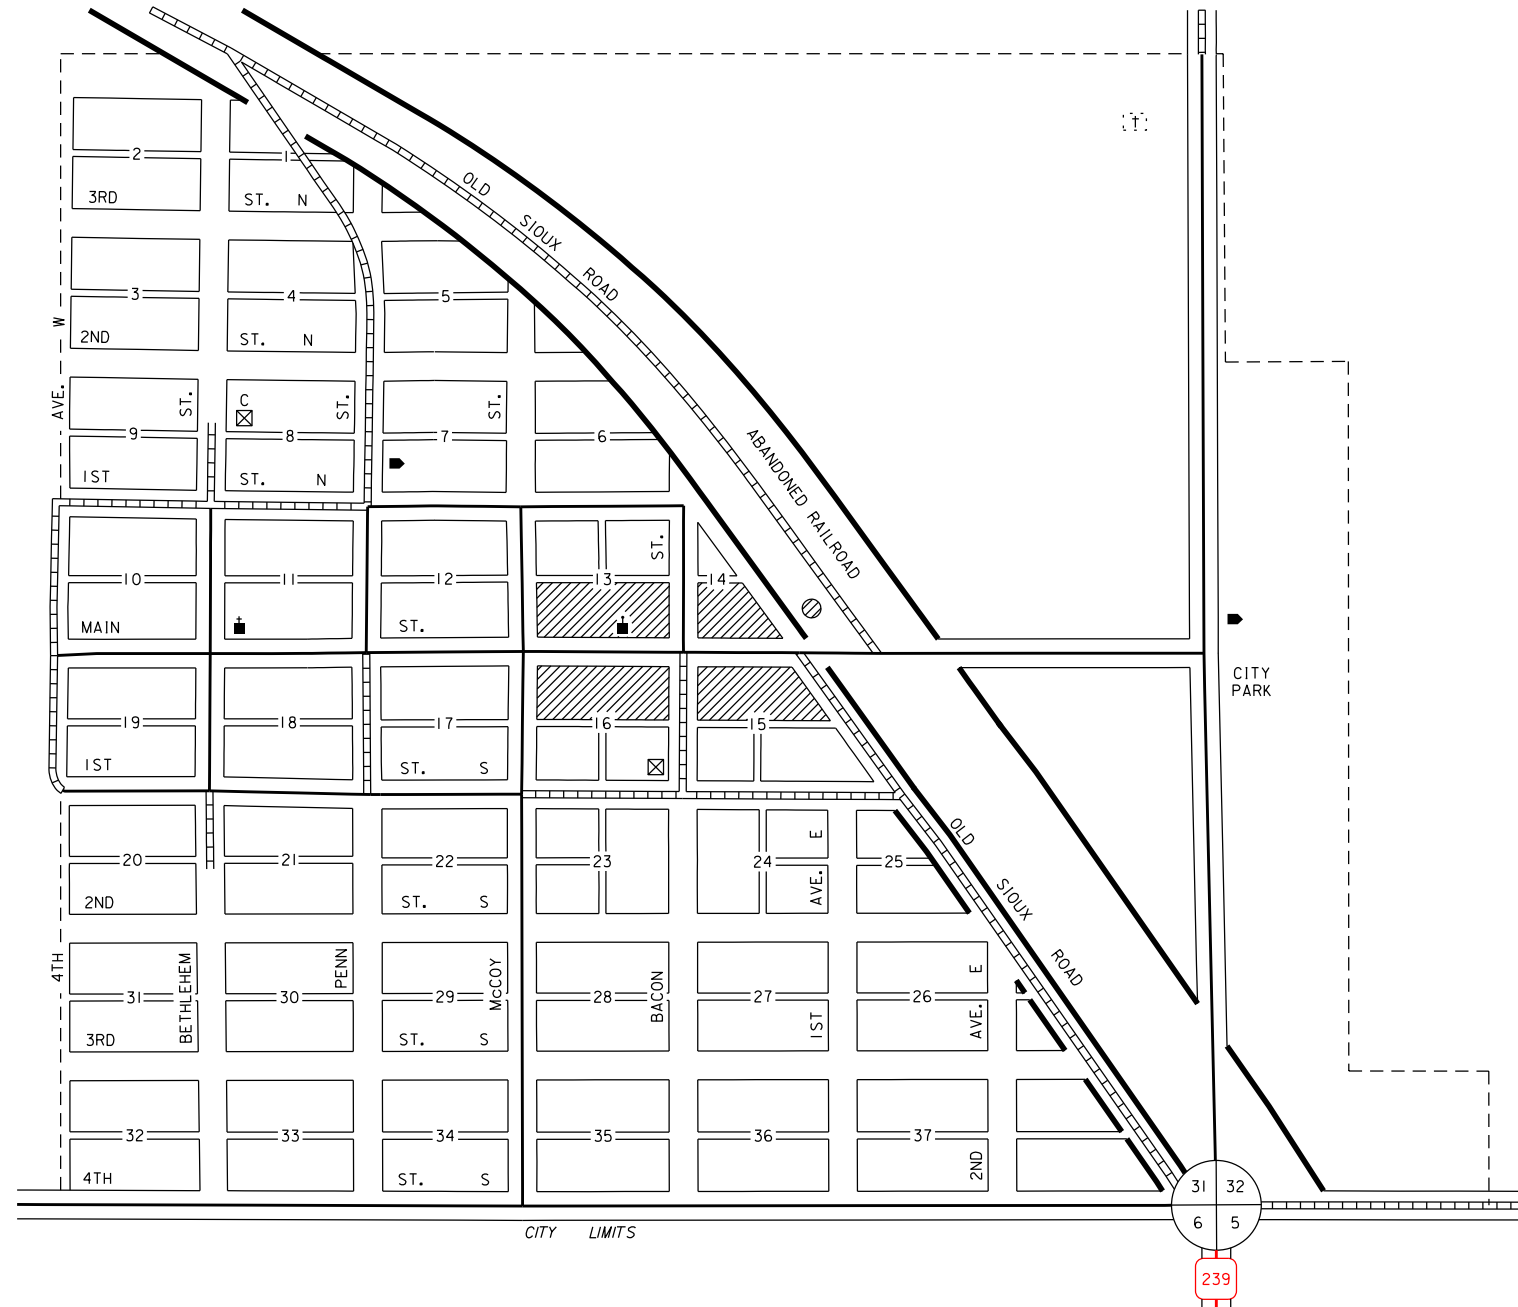 2
1
3RD
ST. N
OLD
SIOUX
ROAD
3
4
5
AVE. W
2ND
ST. N
ST.
C
ST.
ST.
9
8
7
6
1ST
ST. N
ABANDONED RAILROAD
ST.
10
11
12
13
14
MAIN
ST.
CITY
PARK
19
18
17
16
15
1ST
ST. S
OLD
SIOUX
ROAD
20
21
22
23
24
25
AVE. E
2ND
ST. S
4TH
BETHLEHEM
PENN
McCOY
BACON
1ST
AVE. E
31
30
29
28
27
26
3RD
ST. S
32
33
34
35
36
37
4TH
ST. S
2ND
31
32
6
5
CITY LIMITS
239